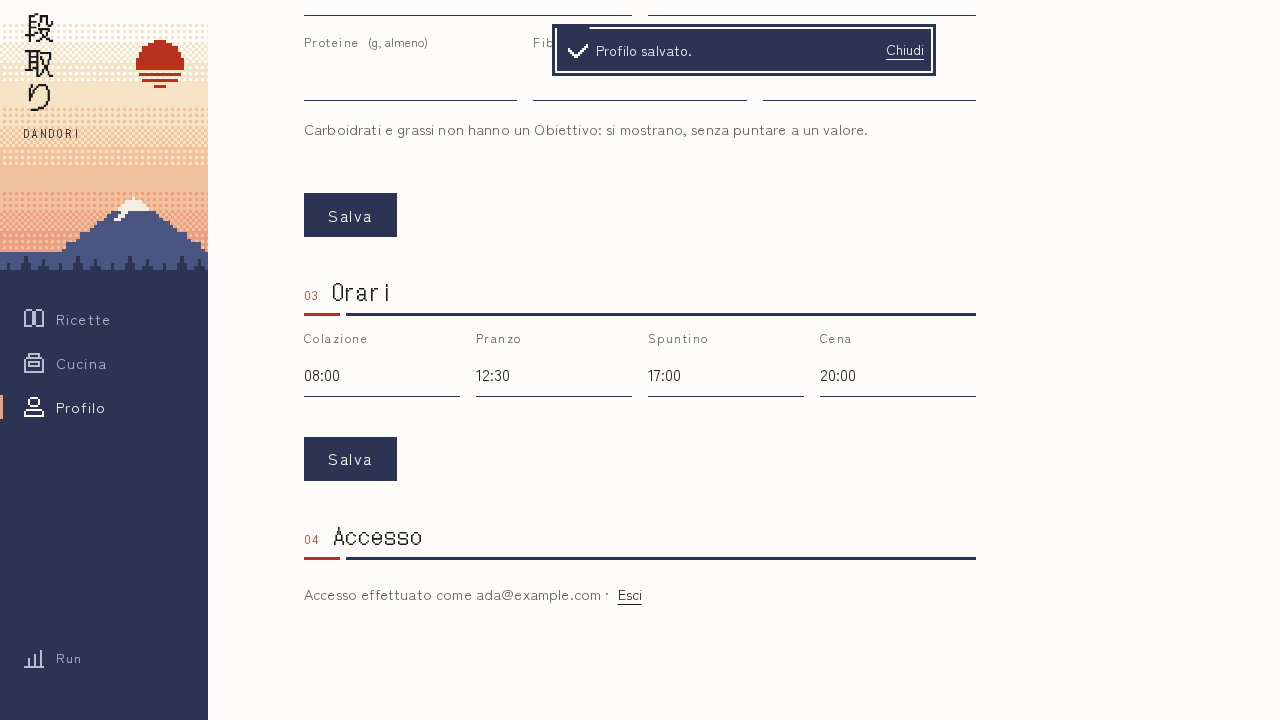 段取り
DANDORI
Ricette
Cucina
Profilo
Run
Proteine (g, almeno)
Profilo salvato.
Chiudi
Carboidrati e grassi non hanno un Obiettivo: si mostrano, senza puntare a un valore.
Salva
03 Orari
Colazione Pranzo Spuntino Cena
08:00 12:30 17:00 20:00
Salva
04 Accesso
Accesso effettuato come ada@example.com · Esci